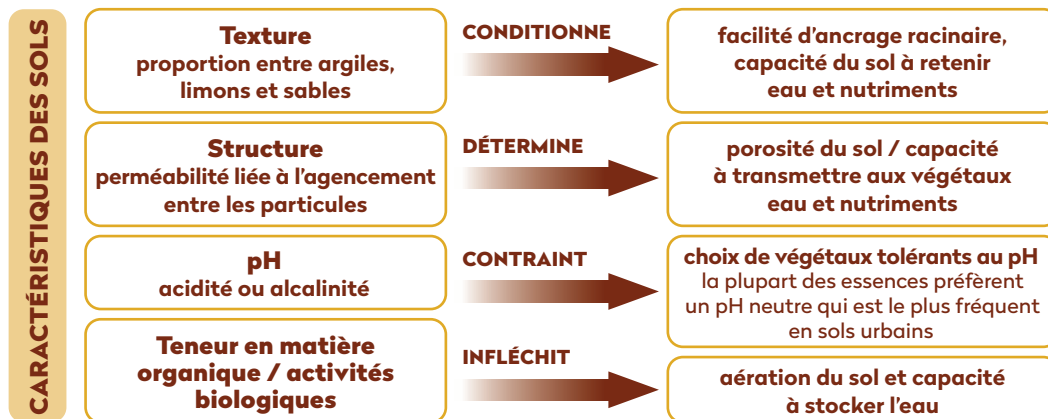 CARACTÉRISTIQUES DES SOLS
Texture
proportion entre argiles,
limons et sables
CONDITIONNE
facilité d'ancrage racinaire,
capacité du sol à retenir
eau et nutriments
Structure
perméabilité liée à l'agencement
entre les particules
DÉTERMINE
porosité du sol / capacité
à transmettre aux végétaux
eau et nutriments
pH
acidité ou alcalinité
CONTRAINT
choix de végétaux tolérants au pH
la plupart des essences préfèrent
un pH neutre qui est le plus fréquent
en sols urbains
Teneur en matière
organique / activités
biologiques
INFLÉCHIT
aération du sol et capacité
à stocker l'eau